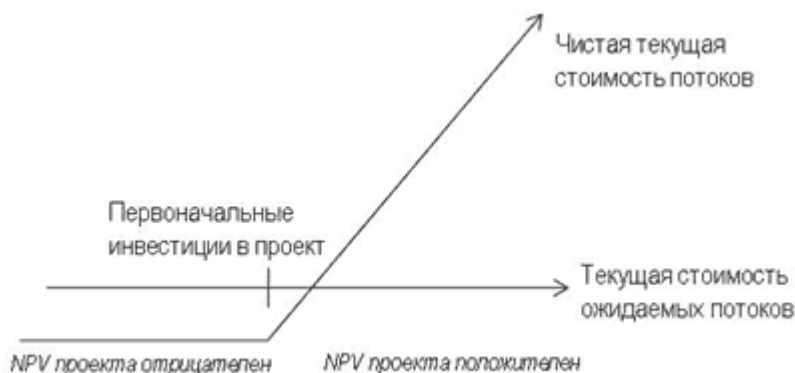 Чистая текущая
стоимость потоков
Первоначальные
инвестиции в проект
Текущая стоимость
ожидаемых потоков
NPV проекта отрицателен
NPV проекта положителен